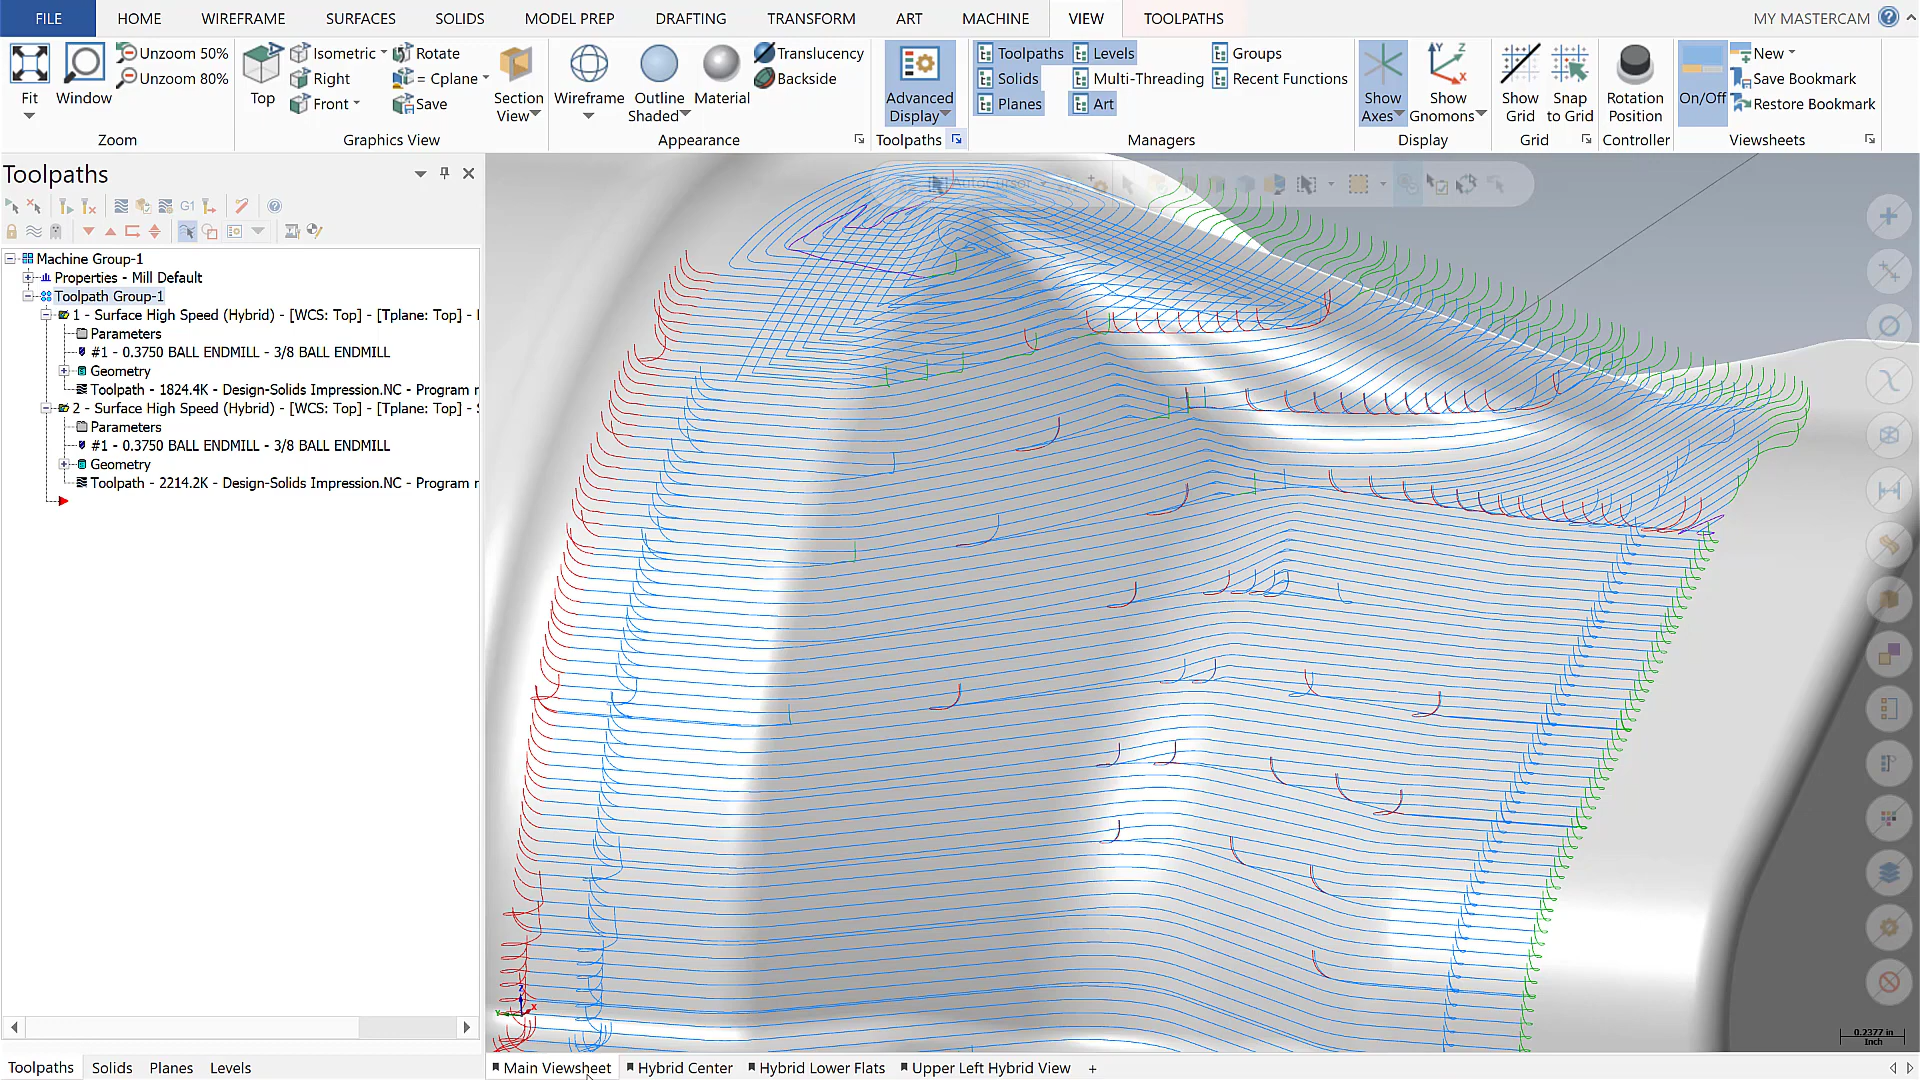 FILE HOME WIREFRAME SURFACES SOLIDS MODEL PREP DRAFTING TRANSFORM ART MACHINE VIEW TOOLPATHS MY MASTERCAM
Fit
Window
Unzoom 50%
Unzoom 80%
Zoom
Top
Isometric
Right
Front
Rotate
= Cplane
Save
Section
View
Graphics View
Wireframe
Outline
Shaded
Material
Translucency
Backside
Appearance
Advanced
Display
Toolpaths
Toolpaths
Solids
Planes
Levels
Multi-Threading
Art
Groups
Recent Functions
Managers
Show
Axes
Show
Gnomons
Display
Show
Grid
Snap
to Grid
Grid
Rotation
Position
Controller
On/Off
New
Save Bookmark
Restore Bookmark
Viewsheets
Toolpaths
G1
AutoCursor
Machine Group-1
Properties - Mill Default
Toolpath Group-1
1 - Surface High Speed (Hybrid) - [WCS: Top] - [Tplane: Top] -
Parameters
#1 - 0.3750 BALL ENDMILL - 3/8 BALL ENDMILL
Geometry
Toolpath - 1824.4K - Design-Solids Impression.NC - Program
2 - Surface High Speed (Hybrid) - [WCS: Top] - [Tplane: Top] -
Parameters
#1 - 0.3750 BALL ENDMILL - 3/8 BALL ENDMILL
Geometry
Toolpath - 2214.2K - Design-Solids Impression.NC - Program
Z
X
Y
0.2377 in
Inch
Toolpaths Solids Planes Levels
Main Viewsheet Hybrid Center Hybrid Lower Flats Upper Left Hybrid View +